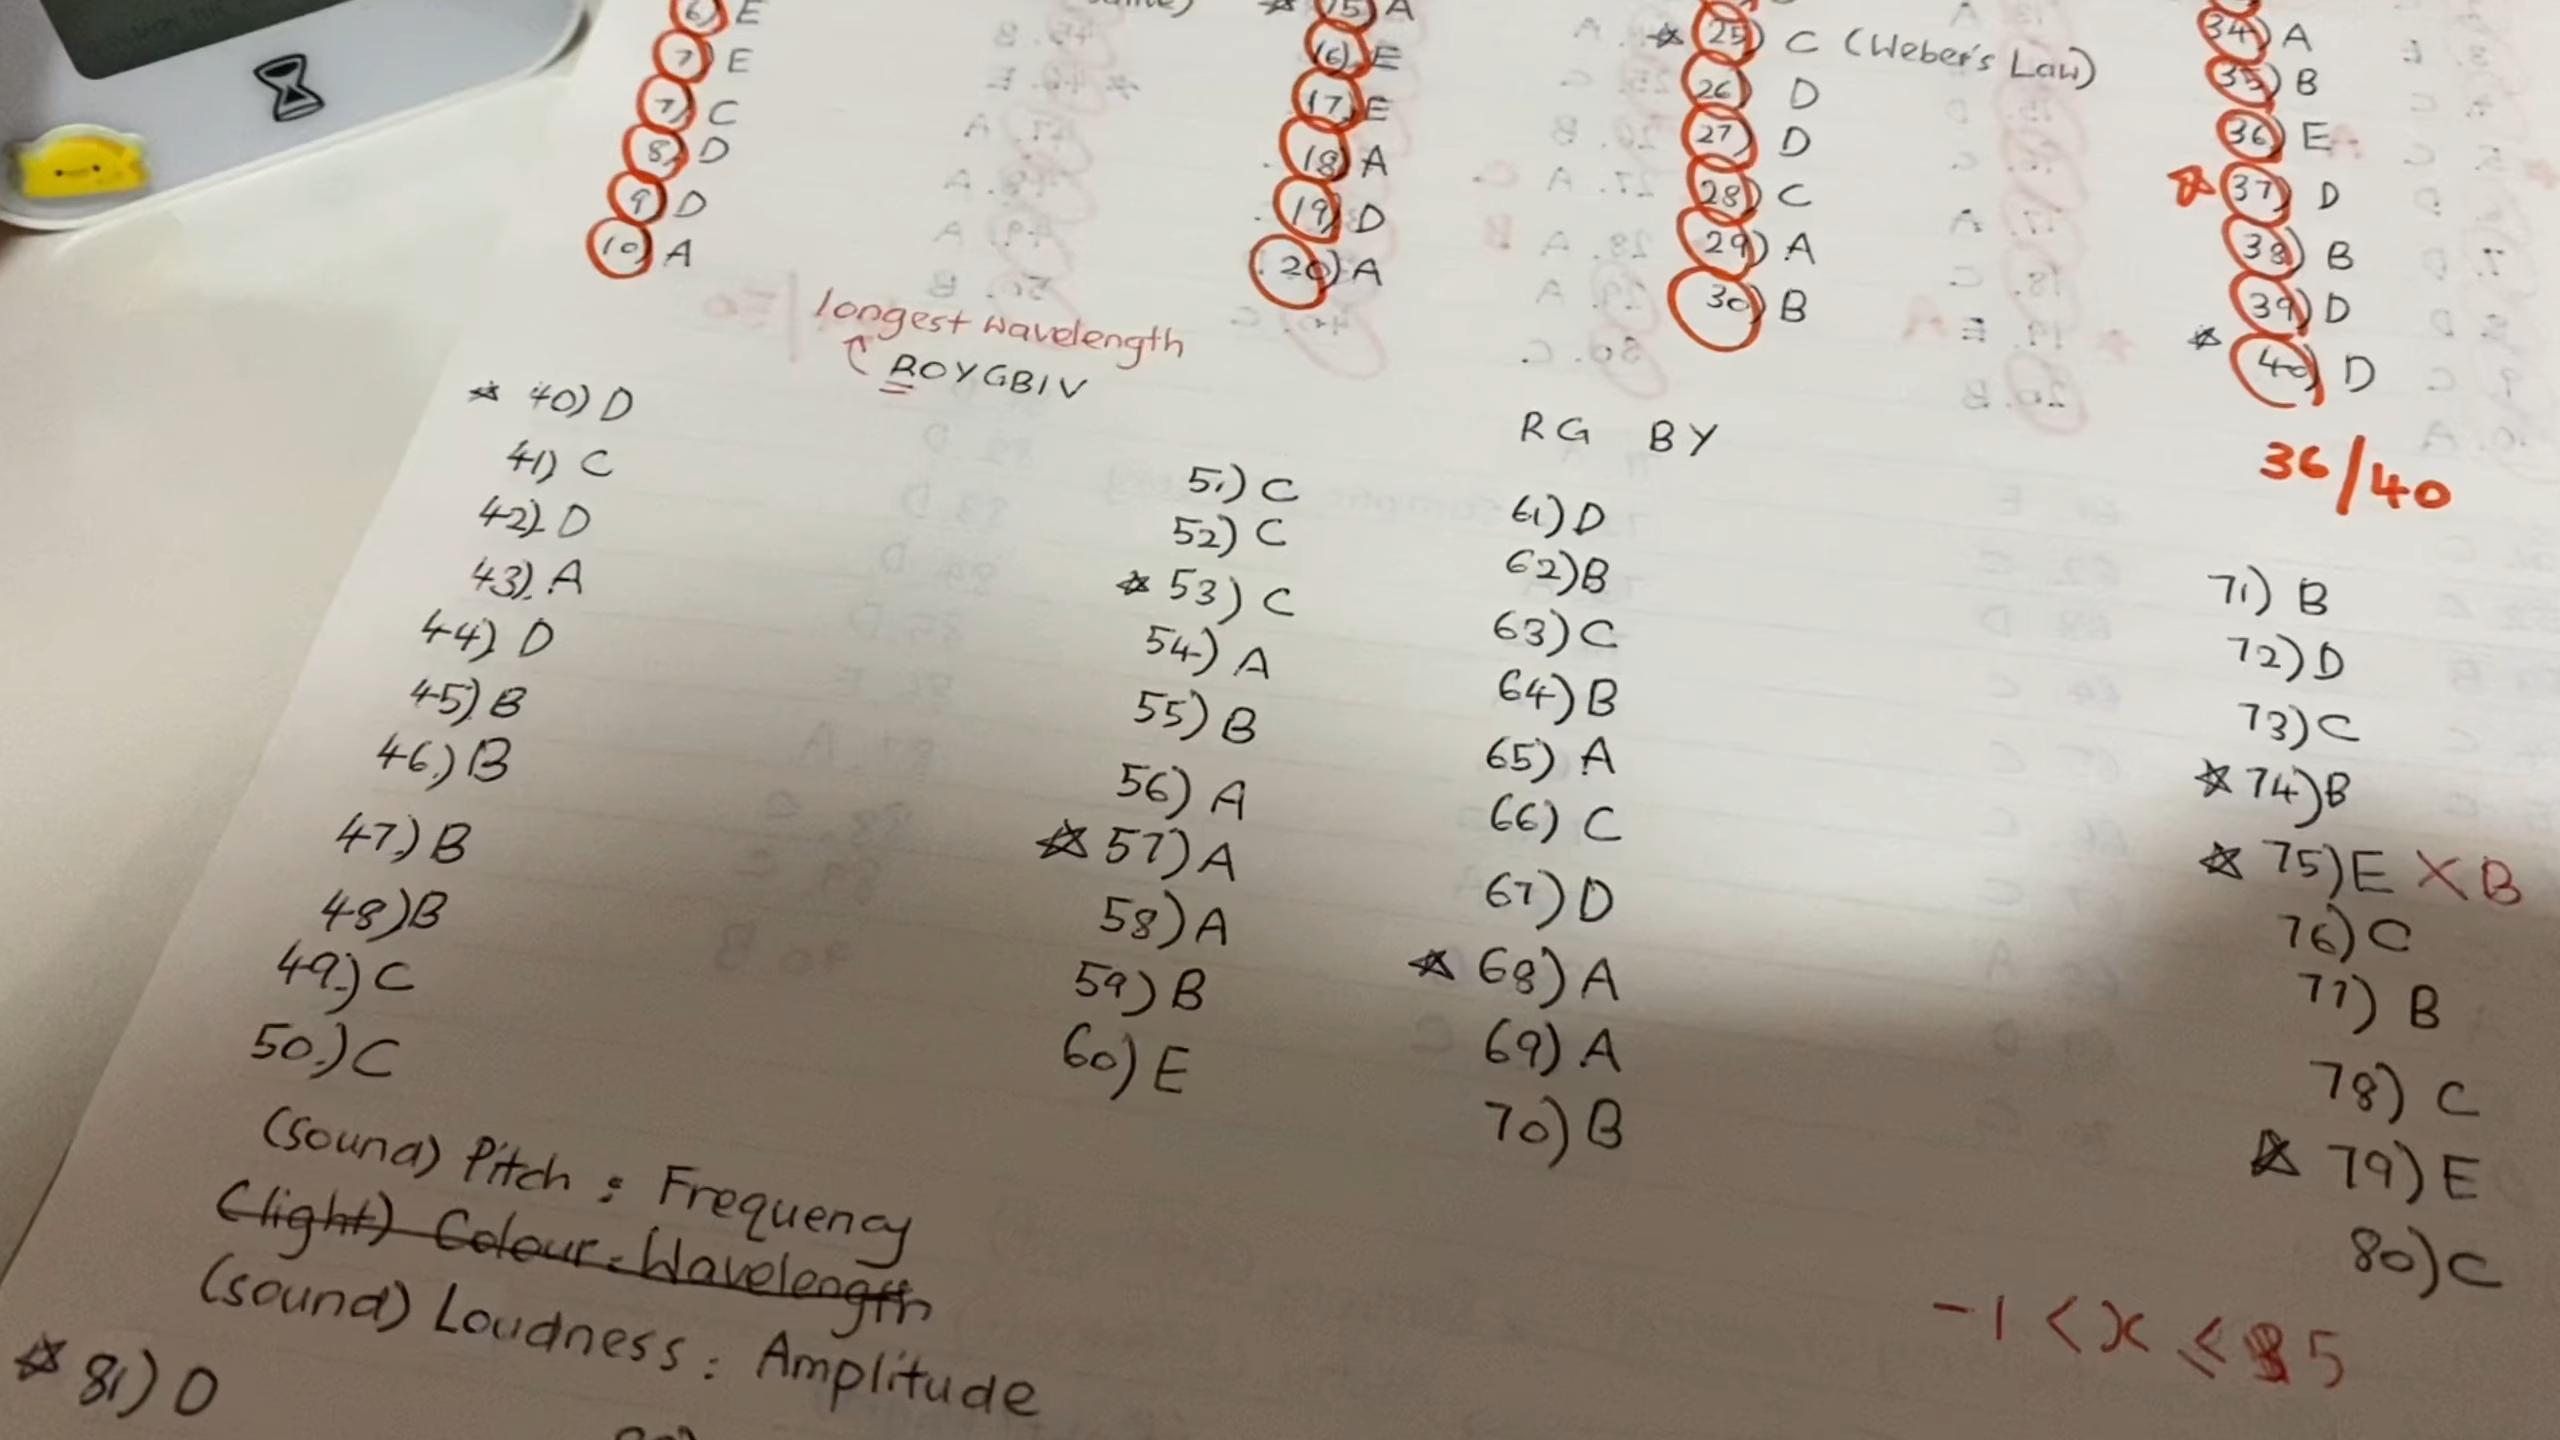 6) E
7) E
7) C
8) D
9) D
10) A
15) A
16) E
17) E
18) A
19) D
20) A
25) C (Weber's Law)
26) D
27) D
28) C
29) A
30) B
34) A
35) B
36) E
37) D
38) B
39) D
40) D
36/40
longest wavelength
ROYGBIV
RG BY
40) D
41) C
42) D
43) A
44) D
45) B
46) B
47) B
48) B
49) C
50) C
51) C
52) C
53) C
54) A
55) B
56) A
57) A
58) A
59) B
60) E
61) D
62) B
63) C
64) B
65) A
66) C
67) D
68) A
69) A
70) B
71) B
72) D
73) C
74) B
75) E X B
76) C
77) B
78) C
79) E
80) C
-1 < x ≤ 5
(sound) Pitch : Frequency
(light) Colour : Wavelength
(sound) Loudness : Amplitude
81) D